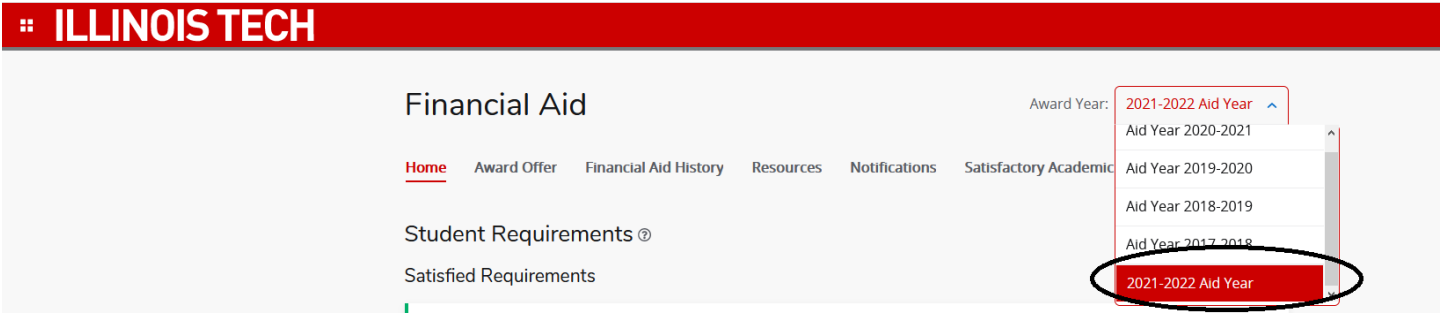 ILLINOIS TECH
Financial Aid
Award Year: 2021-2022 Aid Year
Aid Year 2020-2021
Home Award Offer Financial Aid History Resources Notifications Satisfactory Academic
Aid Year 2019-2020
Aid Year 2018-2019
Student Requirements
Aid Year 2017-2018
Satisfied Requirements
2021-2022 Aid Year